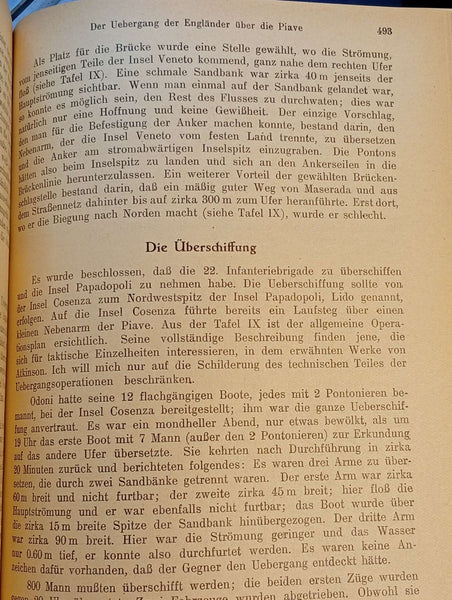 Der Uebergang der Engländer über die Piave 493
Als Platz für die Brücke wurde eine Stelle gewählt, wo die Strömung,
vom jenseitigen Teile der Insel Veneto kommend, ganz nahe dem rechten Ufer
floß (siehe Tafel IX). Eine schmale Sandbank war zirka 40 m jenseits der
Hauptströmung sichtbar. Wenn man einmal auf der Sandbank gelandet war,
so konnte es möglich sein, den Rest des Flusses zu durchwaten; dies war
natürlich nur eine Hoffnung und keine Gewißheit. Der einzige Vorschlag,
den man für die Befestigung der Anker machen konnte, bestand darin, den
Nebenarm, der die Insel Veneto vom festen Land trennte, zu übersetzen
und die Anker am stromabwärtigen Inselspitz einzugraben. Die Pontons
hätten also beim Inselspitz zu landen und sich an den Ankerseilen in die
Brückenlinie herunterzulassen. Ein weiterer Vorteil der gewählten Brücken-
schlagstelle bestand darin, daß ein mäßig guter Weg von Maserada und aus
dem Straßennetz dahinter bis auf zirka 300 m zum Ufer heranführte. Erst dort,
wo er die Biegung nach Norden macht (siehe Tafel IX), wurde er schlecht.
Die Überschiffung
Es wurde beschlossen, daß die 22. Infanteriebrigade zu überschiffen
und die Insel Papadopoli zu nehmen habe. Die Ueberschiffung sollte von
der Insel Cosenza zum Nordwestspitz der Insel Papadopoli, Lido genannt,
erfolgen. Auf die Insel Cosenza führte bereits ein Laufsteg über einen
kleinen Nebenarm der Piave. Aus der Tafel IX ist der allgemeine Opera-
tionsplan ersichtlich. Seine vollständige Beschreibung finden jene, die
sich für taktische Einzelheiten interessieren, in dem erwähnten Werke von
Atkinson. Ich will mich nur auf die Schilderung des technischen Teiles der
Uebergangsoperationen beschränken.
Odoni hatte seine 12 flachgängigen Boote, jedes mit 2 Pontonieren be-
mannt, bei der Insel Cosenza bereitgestellt; ihm war die ganze Ueberschif-
fung anvertraut. Es war ein mondheller Abend, nur etwas bewölkt, als um
19 Uhr das erste Boot mit 7 Mann (außer den 2 Pontonieren) zur Erkundung
auf das andere Ufer übersetzte. Sie kehrten nach Durchführung in zirka
20 Minuten zurück und berichteten folgendes: Es waren drei Arme zu über-
setzen, die durch zwei Sandbänke getrennt waren. Der erste Arm war zirka
60 m breit und nicht furtbar; der zweite zirka 45 m breit; hier floß die
Hauptströmung und er war ebenfalls nicht furtbar; das Boot wurde über
die zirka 15 m breite Spitze der Sandbank hinübergezogen. Der dritte Arm
war zirka 90 m breit. Hier war die Strömung geringer und das Wasser
nur 0.60 m tief, er konnte also durchfurtet werden. Es waren keine An-
zeichen dafür vorhanden, daß der Gegner den Uebergang entdeckt hätte.
800 Mann mußten überschifft werden; die beiden ersten Züge wurden
gegen 20 Uhr Zwei Fahrzeuge wurden abgetrieben. Obwohl sie